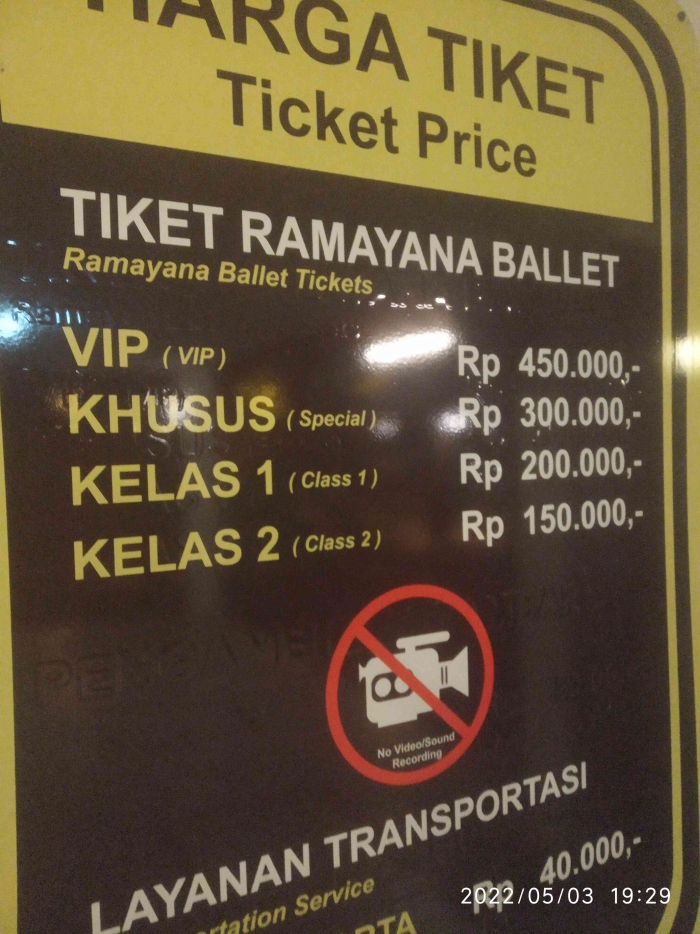 HARGA TIKET
Ticket Price
TIKET RAMAYANA BALLET
Ramayana Ballet Tickets
VIP ( VIP ) Rp 450.000,-
KHUSUS ( Special ) Rp 300.000,-
KELAS 1 ( Class 1 ) Rp 200.000,-
KELAS 2 ( Class 2 ) Rp 150.000,-
No Video/Sound
Recording
LAYANAN TRANSPORTASI
Service
Rp 40.000,-
2022/05/03 19:29